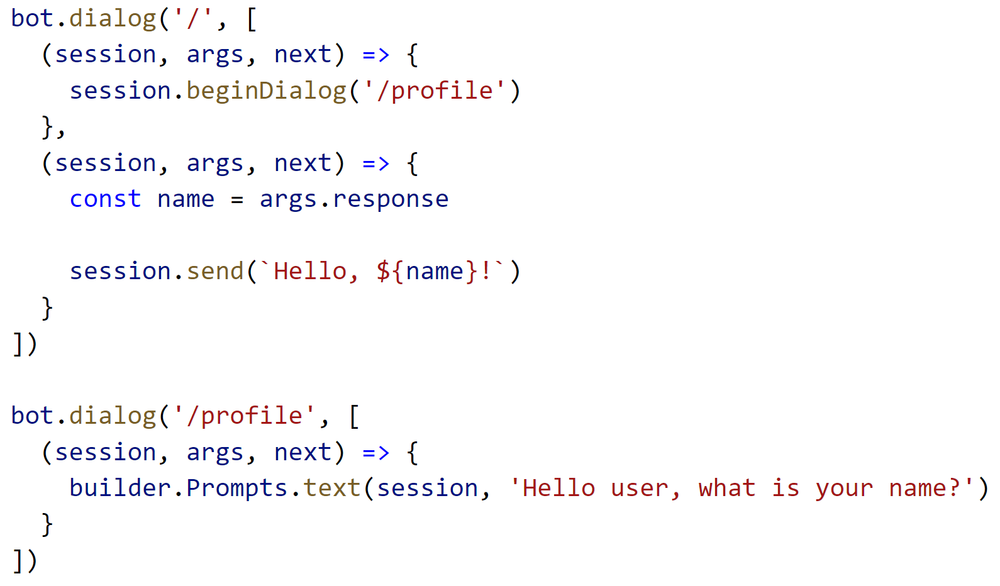 bot.dialog('/', [
  (session, args, next) => {
    session.beginDialog('/profile')
  },
  (session, args, next) => {
    const name = args.response

    session.send(`Hello, ${name}!`)
  }
])

bot.dialog('/profile', [
  (session, args, next) => {
    builder.Prompts.text(session, 'Hello user, what is your name?')
  }
])